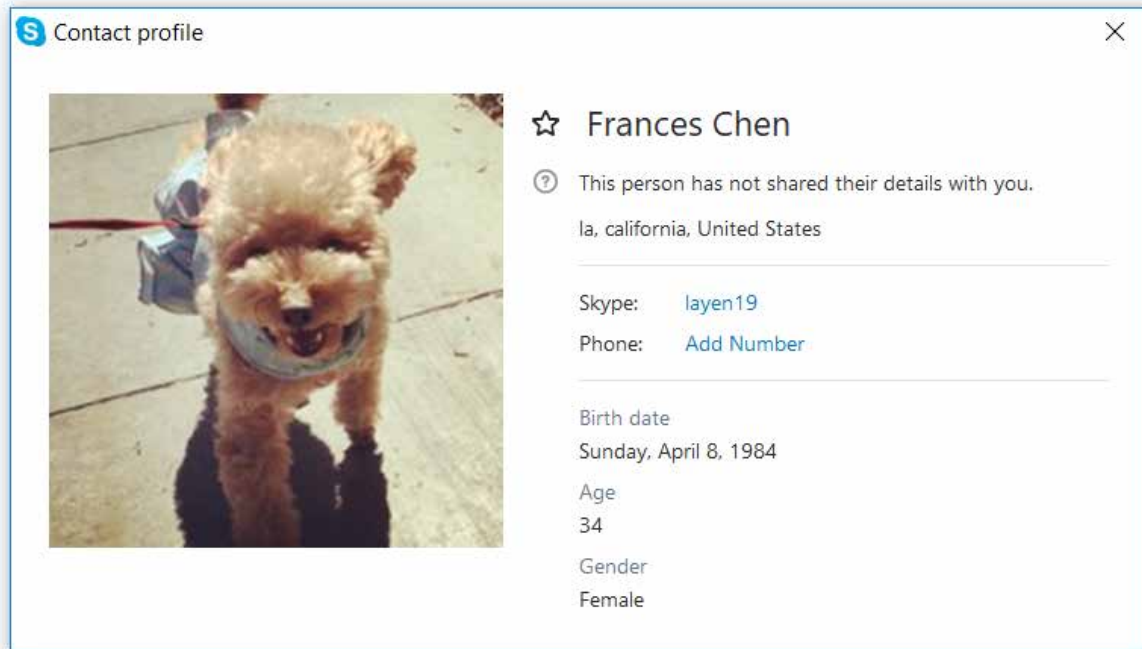 Contact profile
Frances Chen
This person has not shared their details with you.
la, california, United States
Skype: layen19
Phone: Add Number
Birth date
Sunday, April 8, 1984
Age
34
Gender
Female